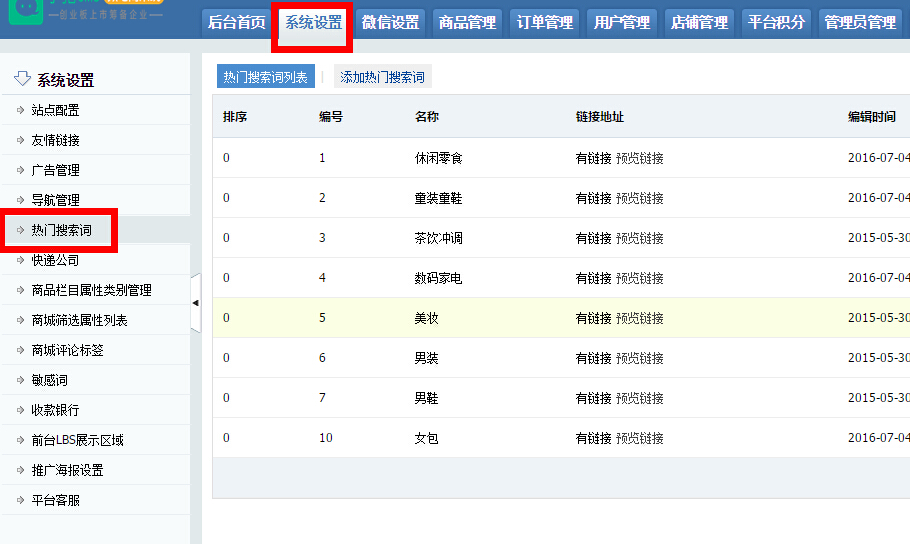 创业板上市筹备企业
后台首页 系统设置 微信设置 商品管理 订单管理 用户管理 店铺管理 平台积分 管理员管理
系统设置
站点配置
友情链接
广告管理
导航管理
热门搜索词
快递公司
商品栏目属性类别管理
商城筛选属性列表
商城评论标签
敏感词
收款银行
前台LBS展示区域
推广海报设置
平台客服
热门搜索词列表 添加热门搜索词
排序 编号 名称 链接地址 编辑时间
0 1 休闲零食 有链接 预览链接 2016-07-04
0 2 童装童鞋 有链接 预览链接 2016-07-04
0 3 茶饮冲调 有链接 预览链接 2015-05-30
0 4 数码家电 有链接 预览链接 2016-07-04
0 5 美妆 有链接 预览链接 2015-05-30
0 6 男装 有链接 预览链接 2015-05-30
0 7 男鞋 有链接 预览链接 2015-05-30
0 10 女包 有链接 预览链接 2016-07-04